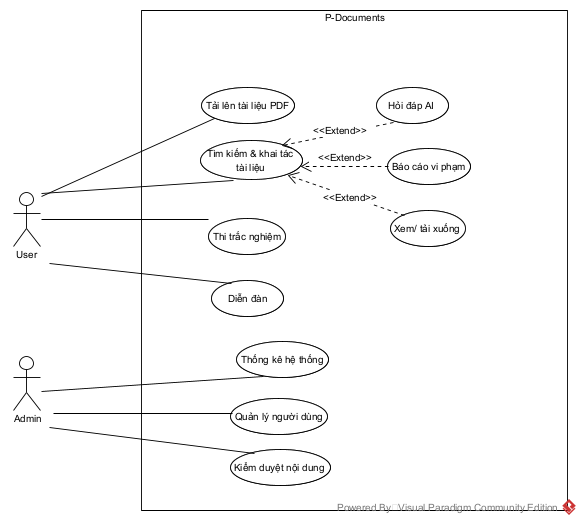 P-Documents
Tải lên tài liệu PDF
Hỏi đáp AI
<<Extend>>
Tìm kiếm & khai tác
tài liệu
<<Extend>>
Báo cáo vi phạm
<<Extend>>
Xem/ tải xuống
User
Thi trắc nghiệm
Diễn đàn
Thống kê hệ thống
Admin
Quản lý người dùng
Kiểm duyệt nội dung
Powered By: Visual Paradigm Community Edition